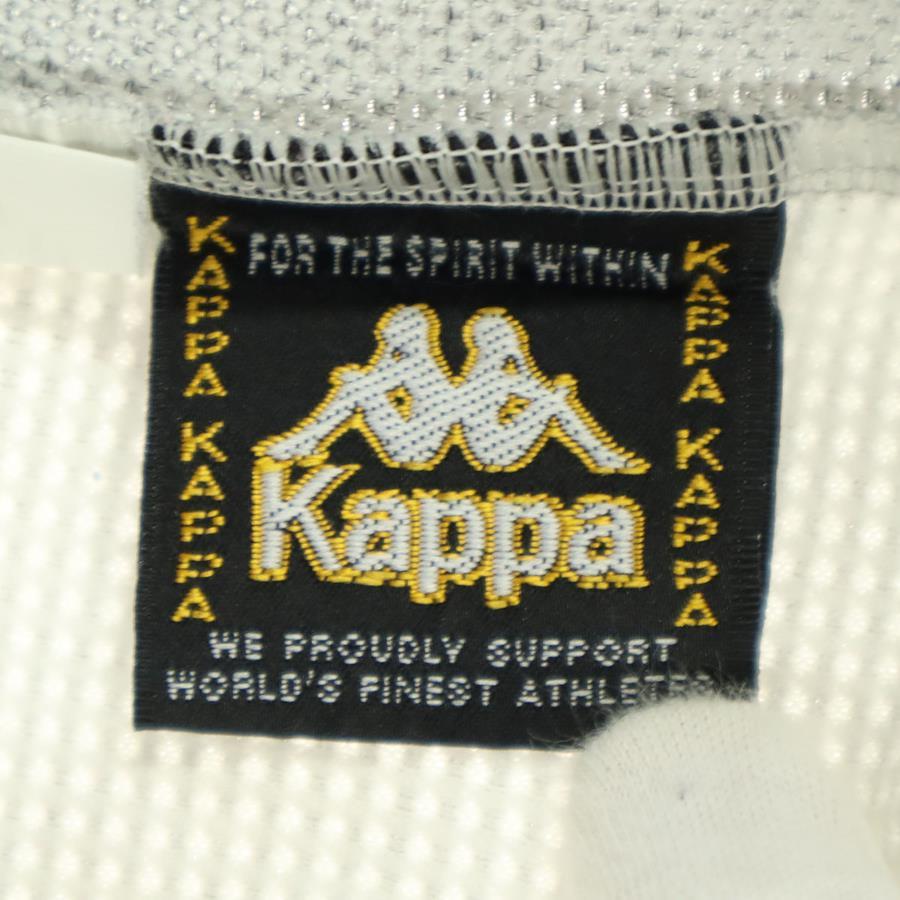 FOR THE SPIRIT WITHIN
KAPPA KAPPA
KAPPA KAPPA
Kappa
WE PROUDLY SUPPORT
WORLD'S FINEST